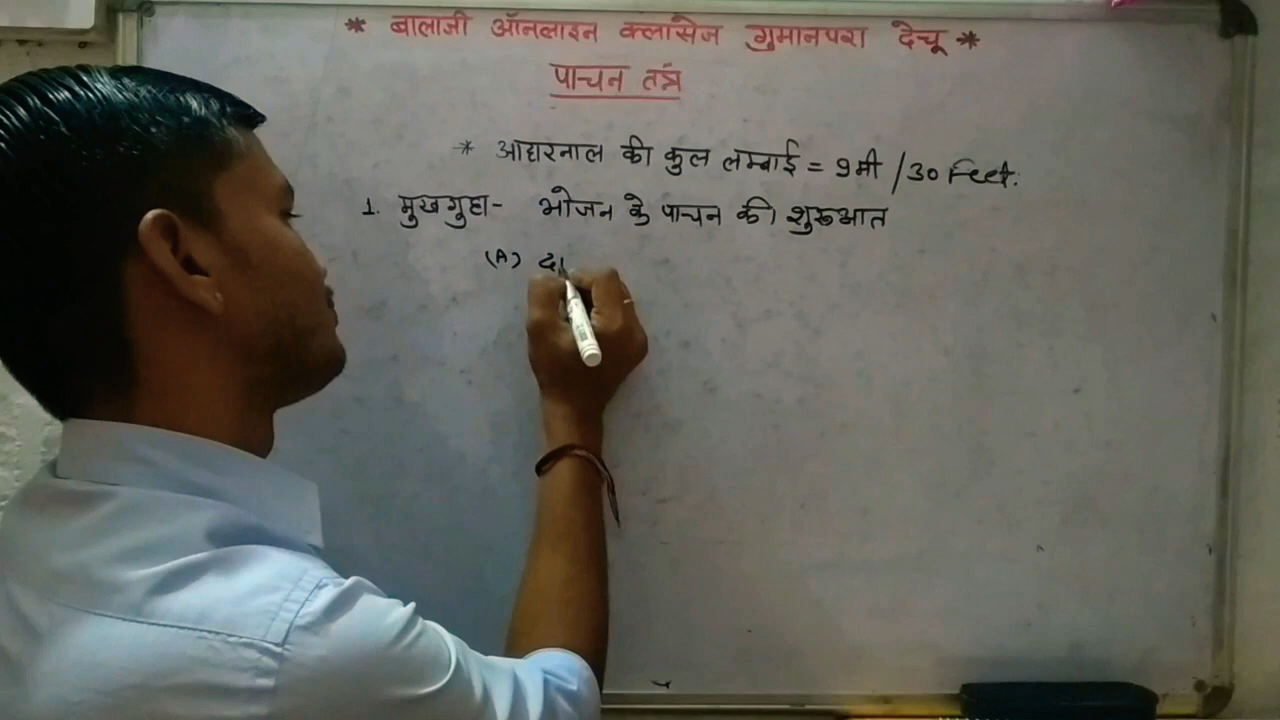 * बालाजी ऑनलाइन क्लासेज गुमानपरा देचू *
पाचन तंत्र
* आहारनाल की कुल लम्बाई = 9मी / 30 Feet.
1. मुखगुहा - भोजन के पाचन की शुरुआत
(A) दा